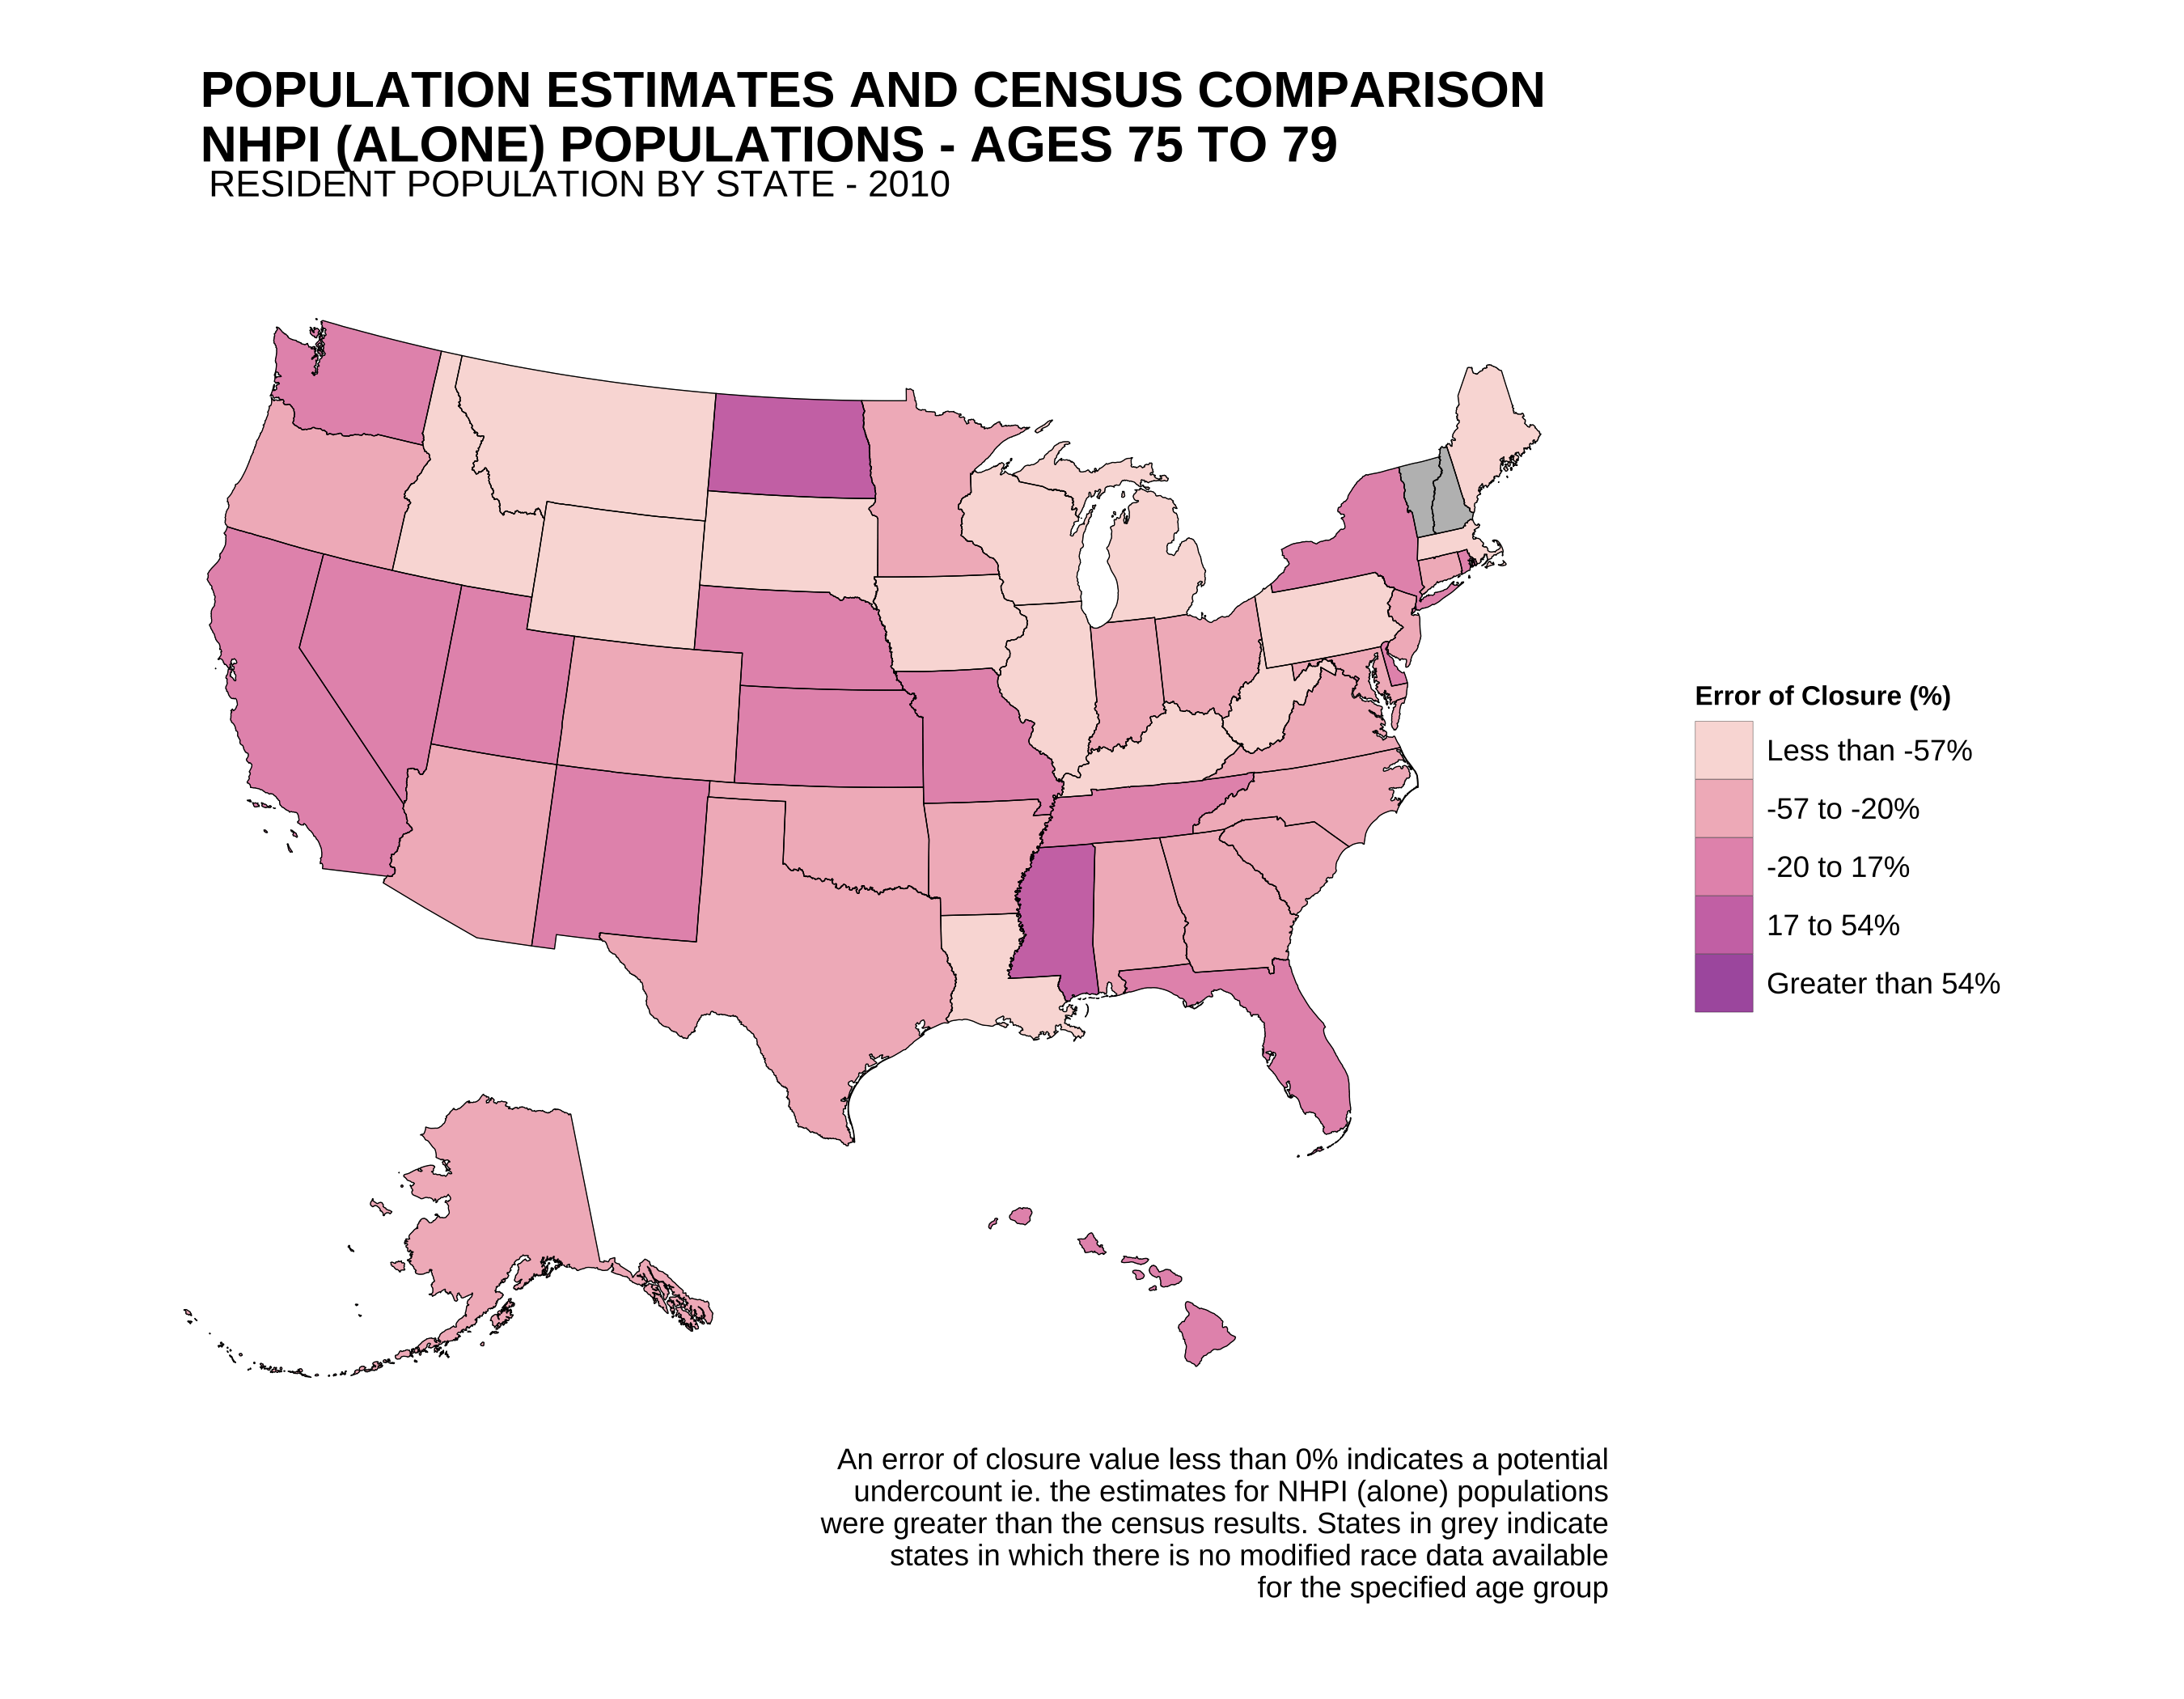 POPULATION ESTIMATES AND CENSUS COMPARISON
NHPI (ALONE) POPULATIONS - AGES 75 TO 79
RESIDENT POPULATION BY STATE - 2010
Error of Closure (%)
Less than -57%
-57 to -20%
-20 to 17%
17 to 54%
Greater than 54%
An error of closure value less than 0% indicates a potential
undercount ie. the estimates for NHPI (alone) populations
were greater than the census results. States in grey indicate
states in which there is no modified race data available
for the specified age group